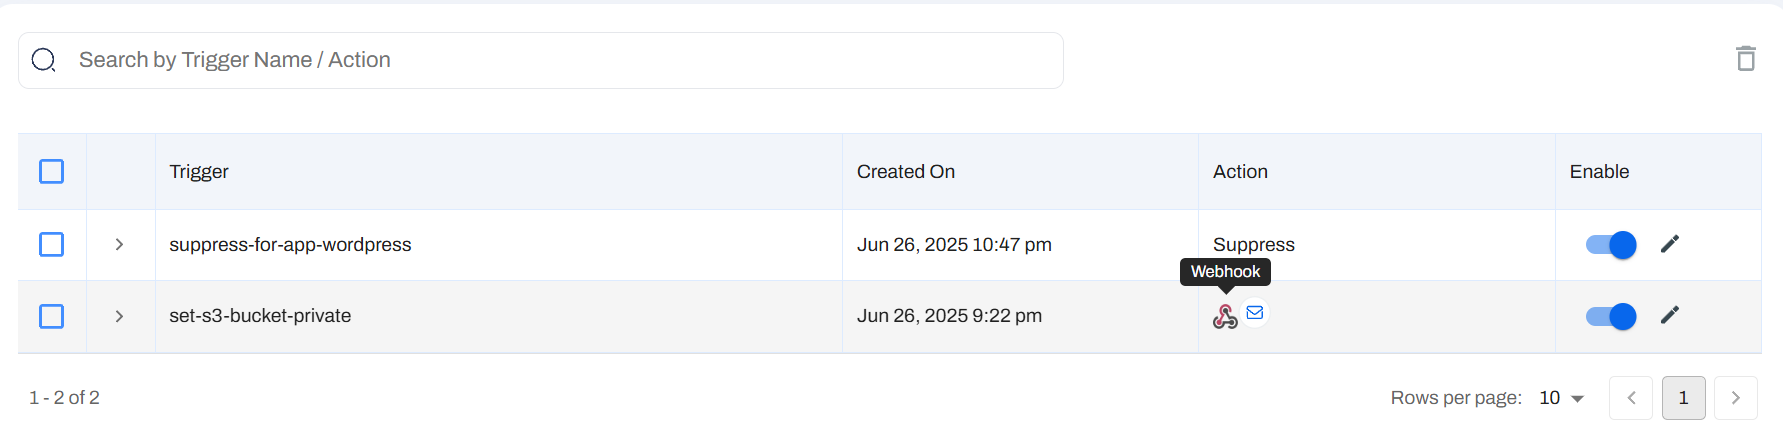 Search by Trigger Name / Action
Trigger Created On Action Enable
suppress-for-app-wordpress Jun 26, 2025 10:47 pm Suppress
Webhook
set-s3-bucket-private Jun 26, 2025 9:22 pm
1 - 2 of 2 Rows per page: 10 1